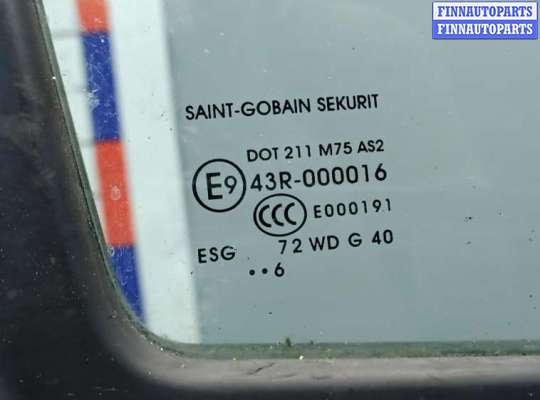 FINNAUTOPARTS
FINNAUTOPARTS
SAINT-GOBAIN SEKURIT
DOT 211 M75 AS2
E9 43R-000016
CCC E000191
ESG 72 WD G 40
••6